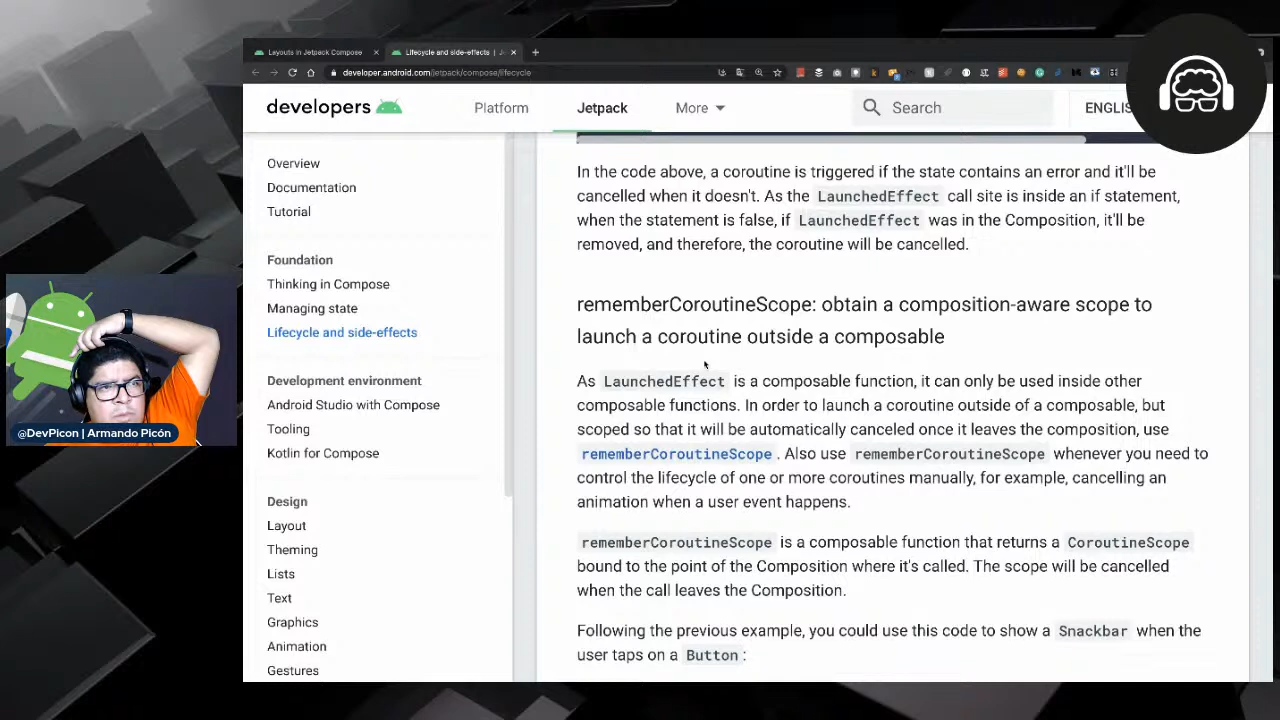 Layouts in Jetpack Compose
Lifecycle and side-effects
developer.android.com/jetpack/compose/lifecycle
developers
Platform
Jetpack
More
Search
ENGLIS
Overview
Documentation
Tutorial
Foundation
Thinking in Compose
Managing state
Lifecycle and side-effects
Development environment
Android Studio with Compose
Tooling
Kotlin for Compose
Design
Layout
Theming
Lists
Text
Graphics
Animation
Gestures
In the code above, a coroutine is triggered if the state contains an error and it'll be
cancelled when it doesn't. As the LaunchedEffect call site is inside an if statement,
when the statement is false, if LaunchedEffect was in the Composition, it'll be
removed, and therefore, the coroutine will be cancelled.
rememberCoroutineScope: obtain a composition-aware scope to
launch a coroutine outside a composable
As LaunchedEffect is a composable function, it can only be used inside other
composable functions. In order to launch a coroutine outside of a composable, but
scoped so that it will be automatically canceled once it leaves the composition, use
rememberCoroutineScope . Also use rememberCoroutineScope whenever you need to
control the lifecycle of one or more coroutines manually, for example, cancelling an
animation when a user event happens.
rememberCoroutineScope is a composable function that returns a CoroutineScope
bound to the point of the Composition where it's called. The scope will be cancelled
when the call leaves the Composition.
Following the previous example, you could use this code to show a Snackbar when the
user taps on a Button :
@DevPicon | Armando Picón